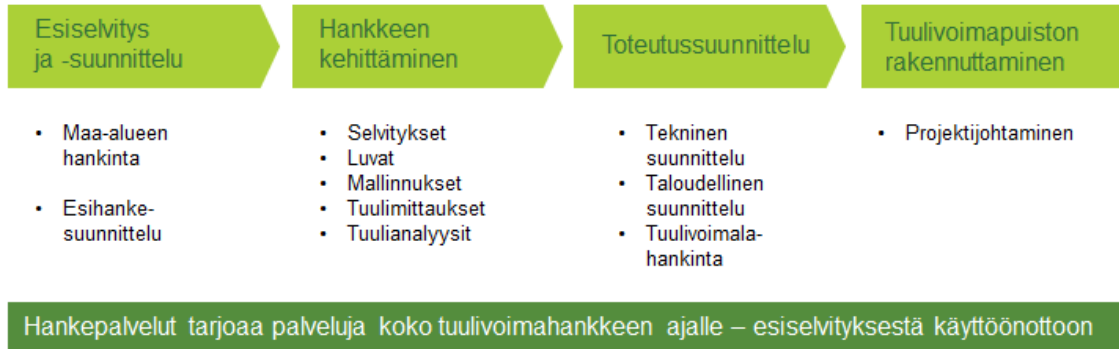 Esiselvitys
ja -suunnittelu
Hankkeen
kehittäminen
Toteutussuunnittelu
Tuulivoimapuiston
rakennuttaminen
• Maa-alueen
hankinta
• Esihanke-
suunnittelu
• Selvitykset
• Luvat
• Mallinnukset
• Tuulimittaukset
• Tuulianalyysit
• Tekninen
suunnittelu
• Taloudellinen
suunnittelu
• Tuulivoimala-
hankinta
• Projektijohtaminen
Hankepalvelut tarjoaa palveluja koko tuulivoimahankkeen ajalle – esiselvityksestä käyttöönottoon